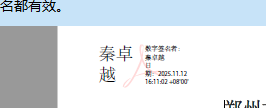 名都有效。
秦卓
越
数字签名者:
秦卓越
日
期: 2025.11.12
16:11:02 +08'00'